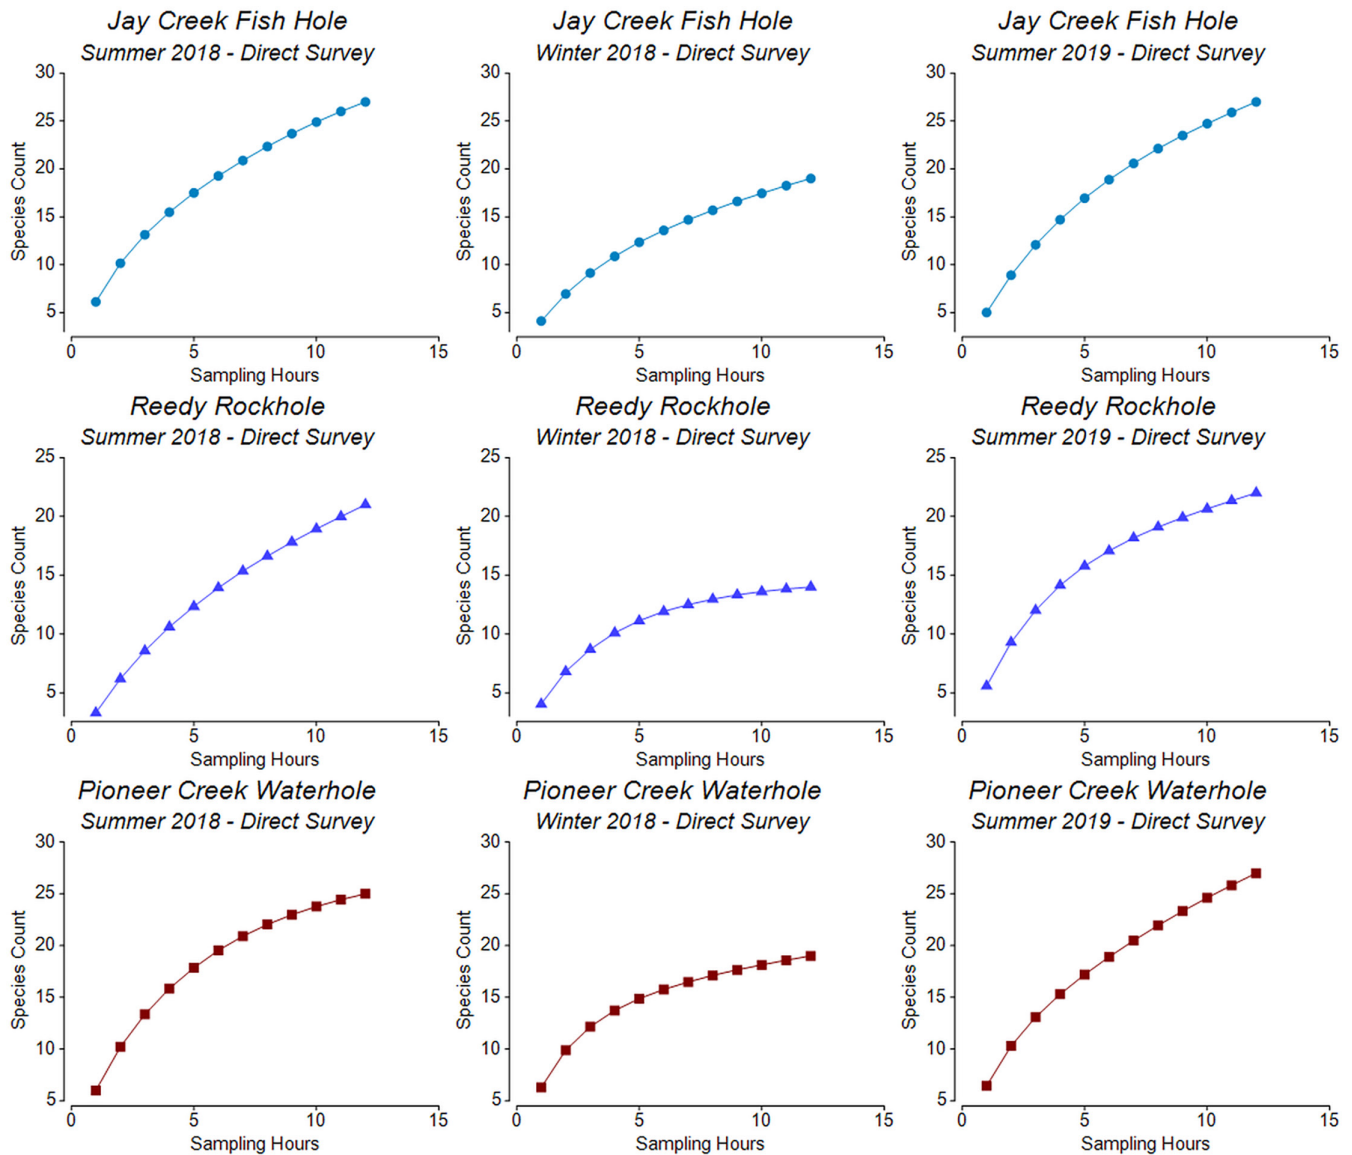 Jay Creek Fish Hole
Summer 2018 - Direct Survey
30
25
20
15
10
5
Species Count
0
5
10
15
Sampling Hours
Jay Creek Fish Hole
Winter 2018 - Direct Survey
30
25
20
15
10
5
Species Count
0
5
10
15
Sampling Hours
Jay Creek Fish Hole
Summer 2019 - Direct Survey
30
25
20
15
10
5
Species Count
0
5
10
15
Sampling Hours
Reedy Rockhole
Summer 2018 - Direct Survey
25
20
15
10
5
Species Count
0
5
10
15
Sampling Hours
Reedy Rockhole
Winter 2018 - Direct Survey
25
20
15
10
5
Species Count
0
5
10
15
Sampling Hours
Reedy Rockhole
Summer 2019 - Direct Survey
25
20
15
10
5
Species Count
0
5
10
15
Sampling Hours
Pioneer Creek Waterhole
Summer 2018 - Direct Survey
30
25
20
15
10
5
Species Count
0
5
10
15
Sampling Hours
Pioneer Creek Waterhole
Winter 2018 - Direct Survey
30
25
20
15
10
5
Species Count
0
5
10
15
Sampling Hours
Pioneer Creek Waterhole
Summer 2019 - Direct Survey
30
25
20
15
10
5
Species Count
0
5
10
15
Sampling Hours